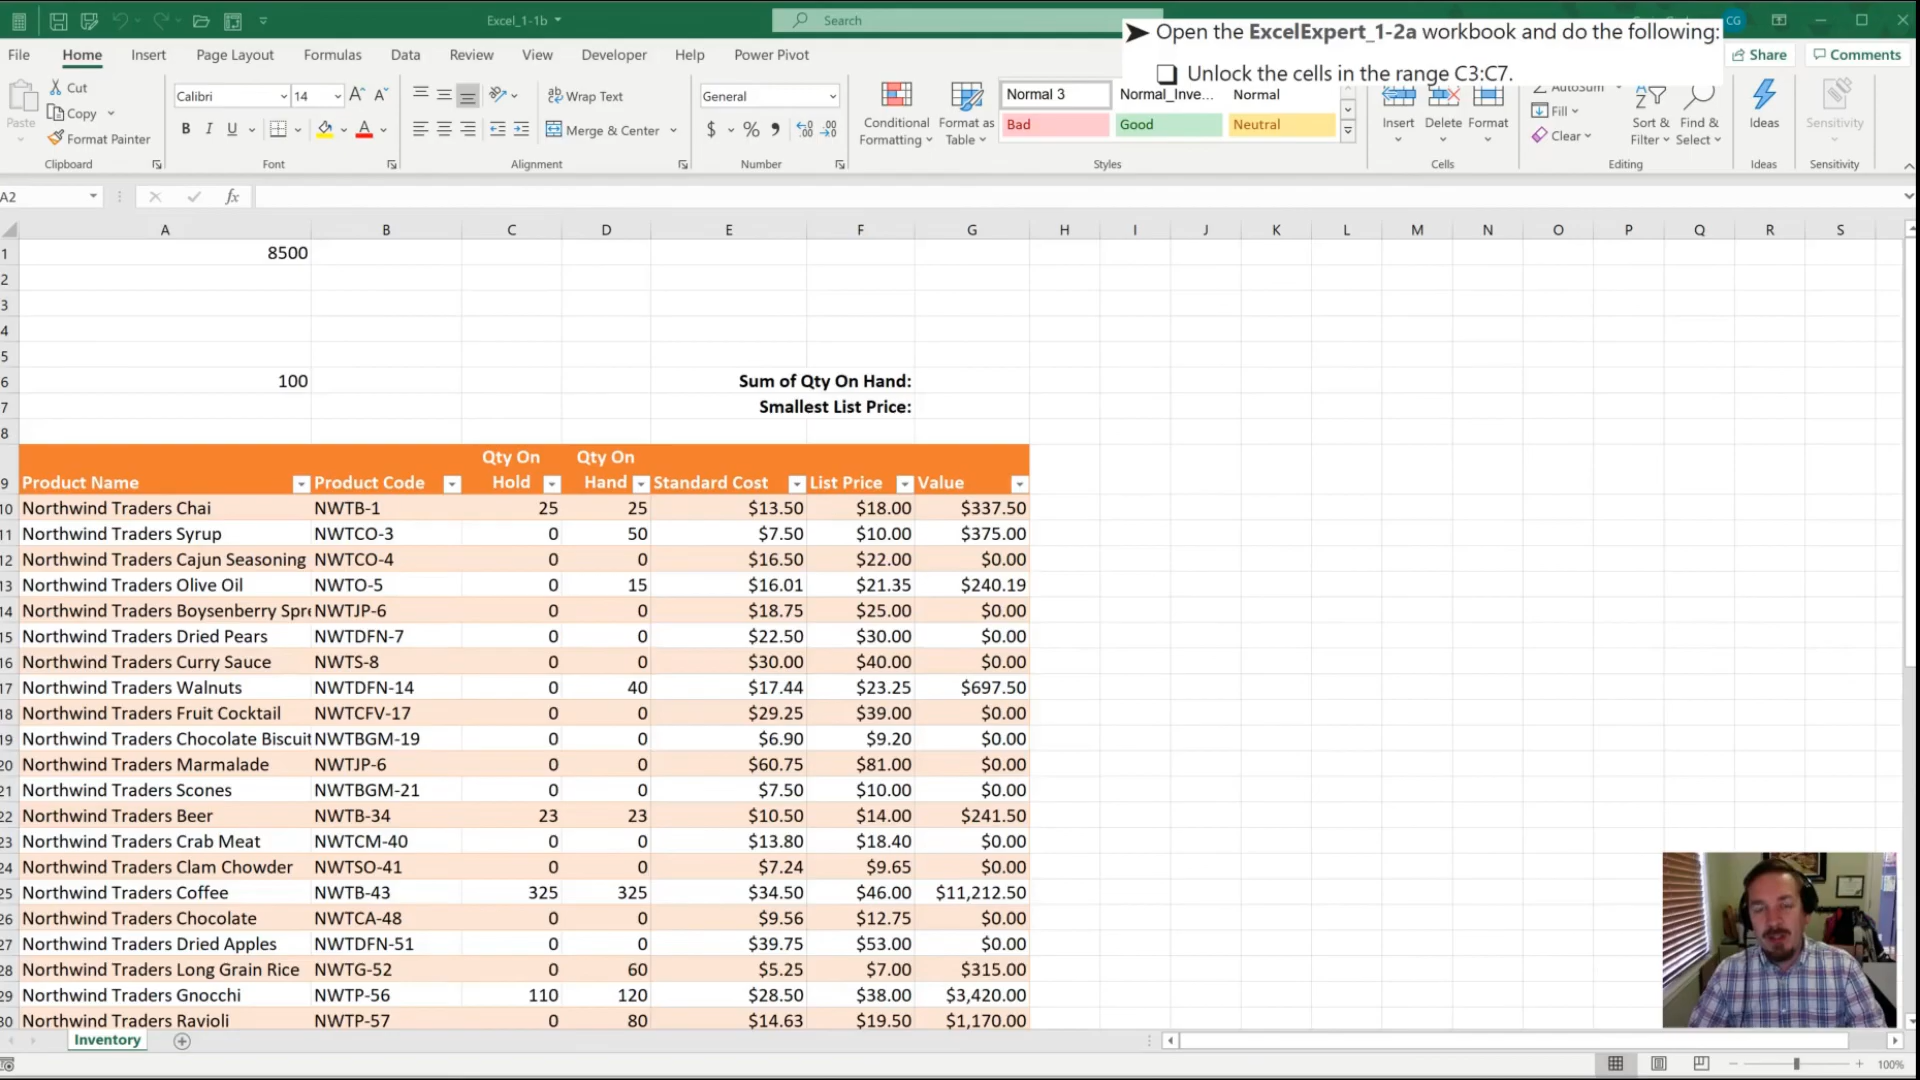 Excel_1-1b
Search
CG
➤ Open the ExcelExpert_1-2a workbook and do the following:
❑ Unlock the cells in the range C3:C7.
File Home Insert Page Layout Formulas Data Review View Developer Help Power Pivot Share Comments
Paste
Cut
Copy
Format Painter
Clipboard
Calibri 14 A A
B I U A
Font
ab Wrap Text
Merge & Center
Alignment
General
$ % , .00
Number
Conditional Formatting
Format as Table
Normal 3 Normal_Inve... Normal
Bad Good Neutral
Styles
Insert Delete Format
Cells
AutoSum
Fill
Clear
Sort & Filter
Find & Select
Editing
Ideas
Ideas
Sensitivity
Sensitivity
A2 fx
A B C D E F G H I J K L M N O P Q R S
1 8500
2
3
4
5
6 100 Sum of Qty On Hand:
7 Smallest List Price:
8
9 Product Name Product Code Qty On Hold Qty On Hand Standard Cost List Price Value
10 Northwind Traders Chai NWTB-1 25 25 $13.50 $18.00 $337.50
11 Northwind Traders Syrup NWTCO-3 0 50 $7.50 $10.00 $375.00
12 Northwind Traders Cajun Seasoning NWTCO-4 0 0 $16.50 $22.00 $0.00
13 Northwind Traders Olive Oil NWTO-5 0 15 $16.01 $21.35 $240.19
14 Northwind Traders Boysenberry Spre NWTJP-6 0 0 $18.75 $25.00 $0.00
15 Northwind Traders Dried Pears NWTDFN-7 0 0 $22.50 $30.00 $0.00
16 Northwind Traders Curry Sauce NWTS-8 0 0 $30.00 $40.00 $0.00
17 Northwind Traders Walnuts NWTDFN-14 0 40 $17.44 $23.25 $697.50
18 Northwind Traders Fruit Cocktail NWTCFV-17 0 0 $29.25 $39.00 $0.00
19 Northwind Traders Chocolate Biscuit NWTBGM-19 0 0 $6.90 $9.20 $0.00
20 Northwind Traders Marmalade NWTJP-6 0 0 $60.75 $81.00 $0.00
21 Northwind Traders Scones NWTBGM-21 0 0 $7.50 $10.00 $0.00
22 Northwind Traders Beer NWTB-34 23 23 $10.50 $14.00 $241.50
23 Northwind Traders Crab Meat NWTCM-40 0 0 $13.80 $18.40 $0.00
24 Northwind Traders Clam Chowder NWTSO-41 0 0 $7.24 $9.65 $0.00
25 Northwind Traders Coffee NWTB-43 325 325 $34.50 $46.00 $11,212.50
26 Northwind Traders Chocolate NWTCA-48 0 0 $9.56 $12.75 $0.00
27 Northwind Traders Dried Apples NWTDFN-51 0 0 $39.75 $53.00 $0.00
28 Northwind Traders Long Grain Rice NWTG-52 0 60 $5.25 $7.00 $315.00
29 Northwind Traders Gnocchi NWTP-56 110 120 $28.50 $38.00 $3,420.00
30 Northwind Traders Ravioli NWTP-57 0 80 $14.63 $19.50 $1,170.00
Inventory
100%